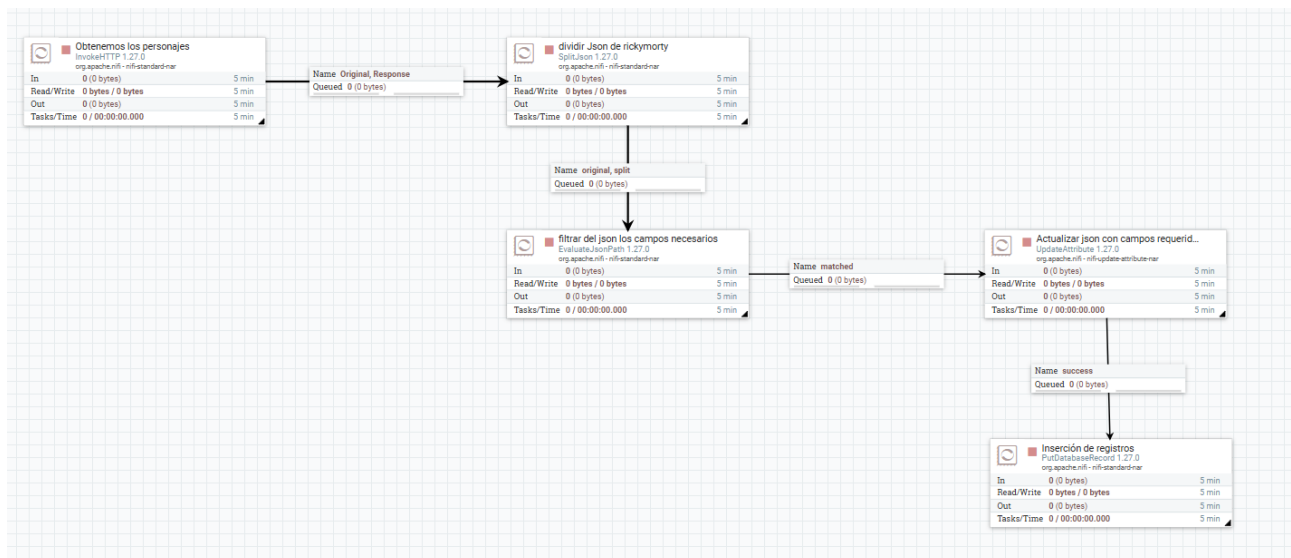 Obtenemos los personajes
InvokeHTTP 1.27.0
org.apache.nifi - nifi-standard-nar
In 0 (0 bytes) 5 min
Read/Write 0 bytes / 0 bytes 5 min
Out 0 (0 bytes) 5 min
Tasks/Time 0 / 00:00:00.000 5 min
Name Original, Response
Queued 0 (0 bytes)
dividir Json de rickymorty
SplitJson 1.27.0
org.apache.nifi - nifi-standard-nar
In 0 (0 bytes) 5 min
Read/Write 0 bytes / 0 bytes 5 min
Out 0 (0 bytes) 5 min
Tasks/Time 0 / 00:00:00.000 5 min
Name original, split
Queued 0 (0 bytes)
filtrar del json los campos necesarios
EvaluateJsonPath 1.27.0
org.apache.nifi - nifi-standard-nar
In 0 (0 bytes) 5 min
Read/Write 0 bytes / 0 bytes 5 min
Out 0 (0 bytes) 5 min
Tasks/Time 0 / 00:00:00.000 5 min
Name matched
Queued 0 (0 bytes)
Actualizar json con campos requerid...
UpdateAttribute 1.27.0
org.apache.nifi - nifi-update-attribute-nar
In 0 (0 bytes) 5 min
Read/Write 0 bytes / 0 bytes 5 min
Out 0 (0 bytes) 5 min
Tasks/Time 0 / 00:00:00.000 5 min
Name success
Queued 0 (0 bytes)
Inserción de registros
PutDatabaseRecord 1.27.0
org.apache.nifi - nifi-standard-nar
In 0 (0 bytes) 5 min
Read/Write 0 bytes / 0 bytes 5 min
Out 0 (0 bytes) 5 min
Tasks/Time 0 / 00:00:00.000 5 min